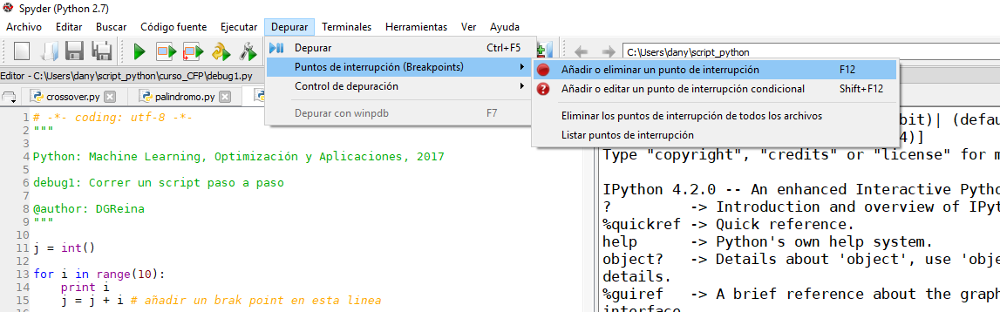 Spyder (Python 2.7)
Archivo Editar Buscar Código fuente Ejecutar Depurar Terminales Herramientas Ver Ayuda
Depurar Ctrl+F5
Puntos de interrupción (Breakpoints)
Control de depuración
Depurar con winpdb F7
C:\Users\dany\script_python
Añadir o eliminar un punto de interrupción F12
Añadir o editar un punto de interrupción condicional Shift+F12
Eliminar los puntos de interrupción de todos los archivos
Listar puntos de interrupción
Editor - C:\Users\dany\script_python\curso_CFP\debug1.py
crossover.py palindromo.py
1 # -*- coding: utf-8 -*-
2 """
3
4 Python: Machine Learning, Optimización y Aplicaciones, 2017
5
6 debug1: Correr un script paso a paso
7
8 @author: DGReina
9 """
10
11 j = int()
12
13 for i in range(10):
14 print i
15 j = j + i # añadir un brak point en esta linea
bit)| (defau
4)]
Type "copyright", "credits" or "license" for m
IPython 4.2.0 -- An enhanced Interactive Pytho
? -> Introduction and overview of IPyt
%quickref -> Quick reference.
help -> Python's own help system.
object? -> Details about 'object', use 'obje
details.
%guiref -> A brief reference about the graph
interface